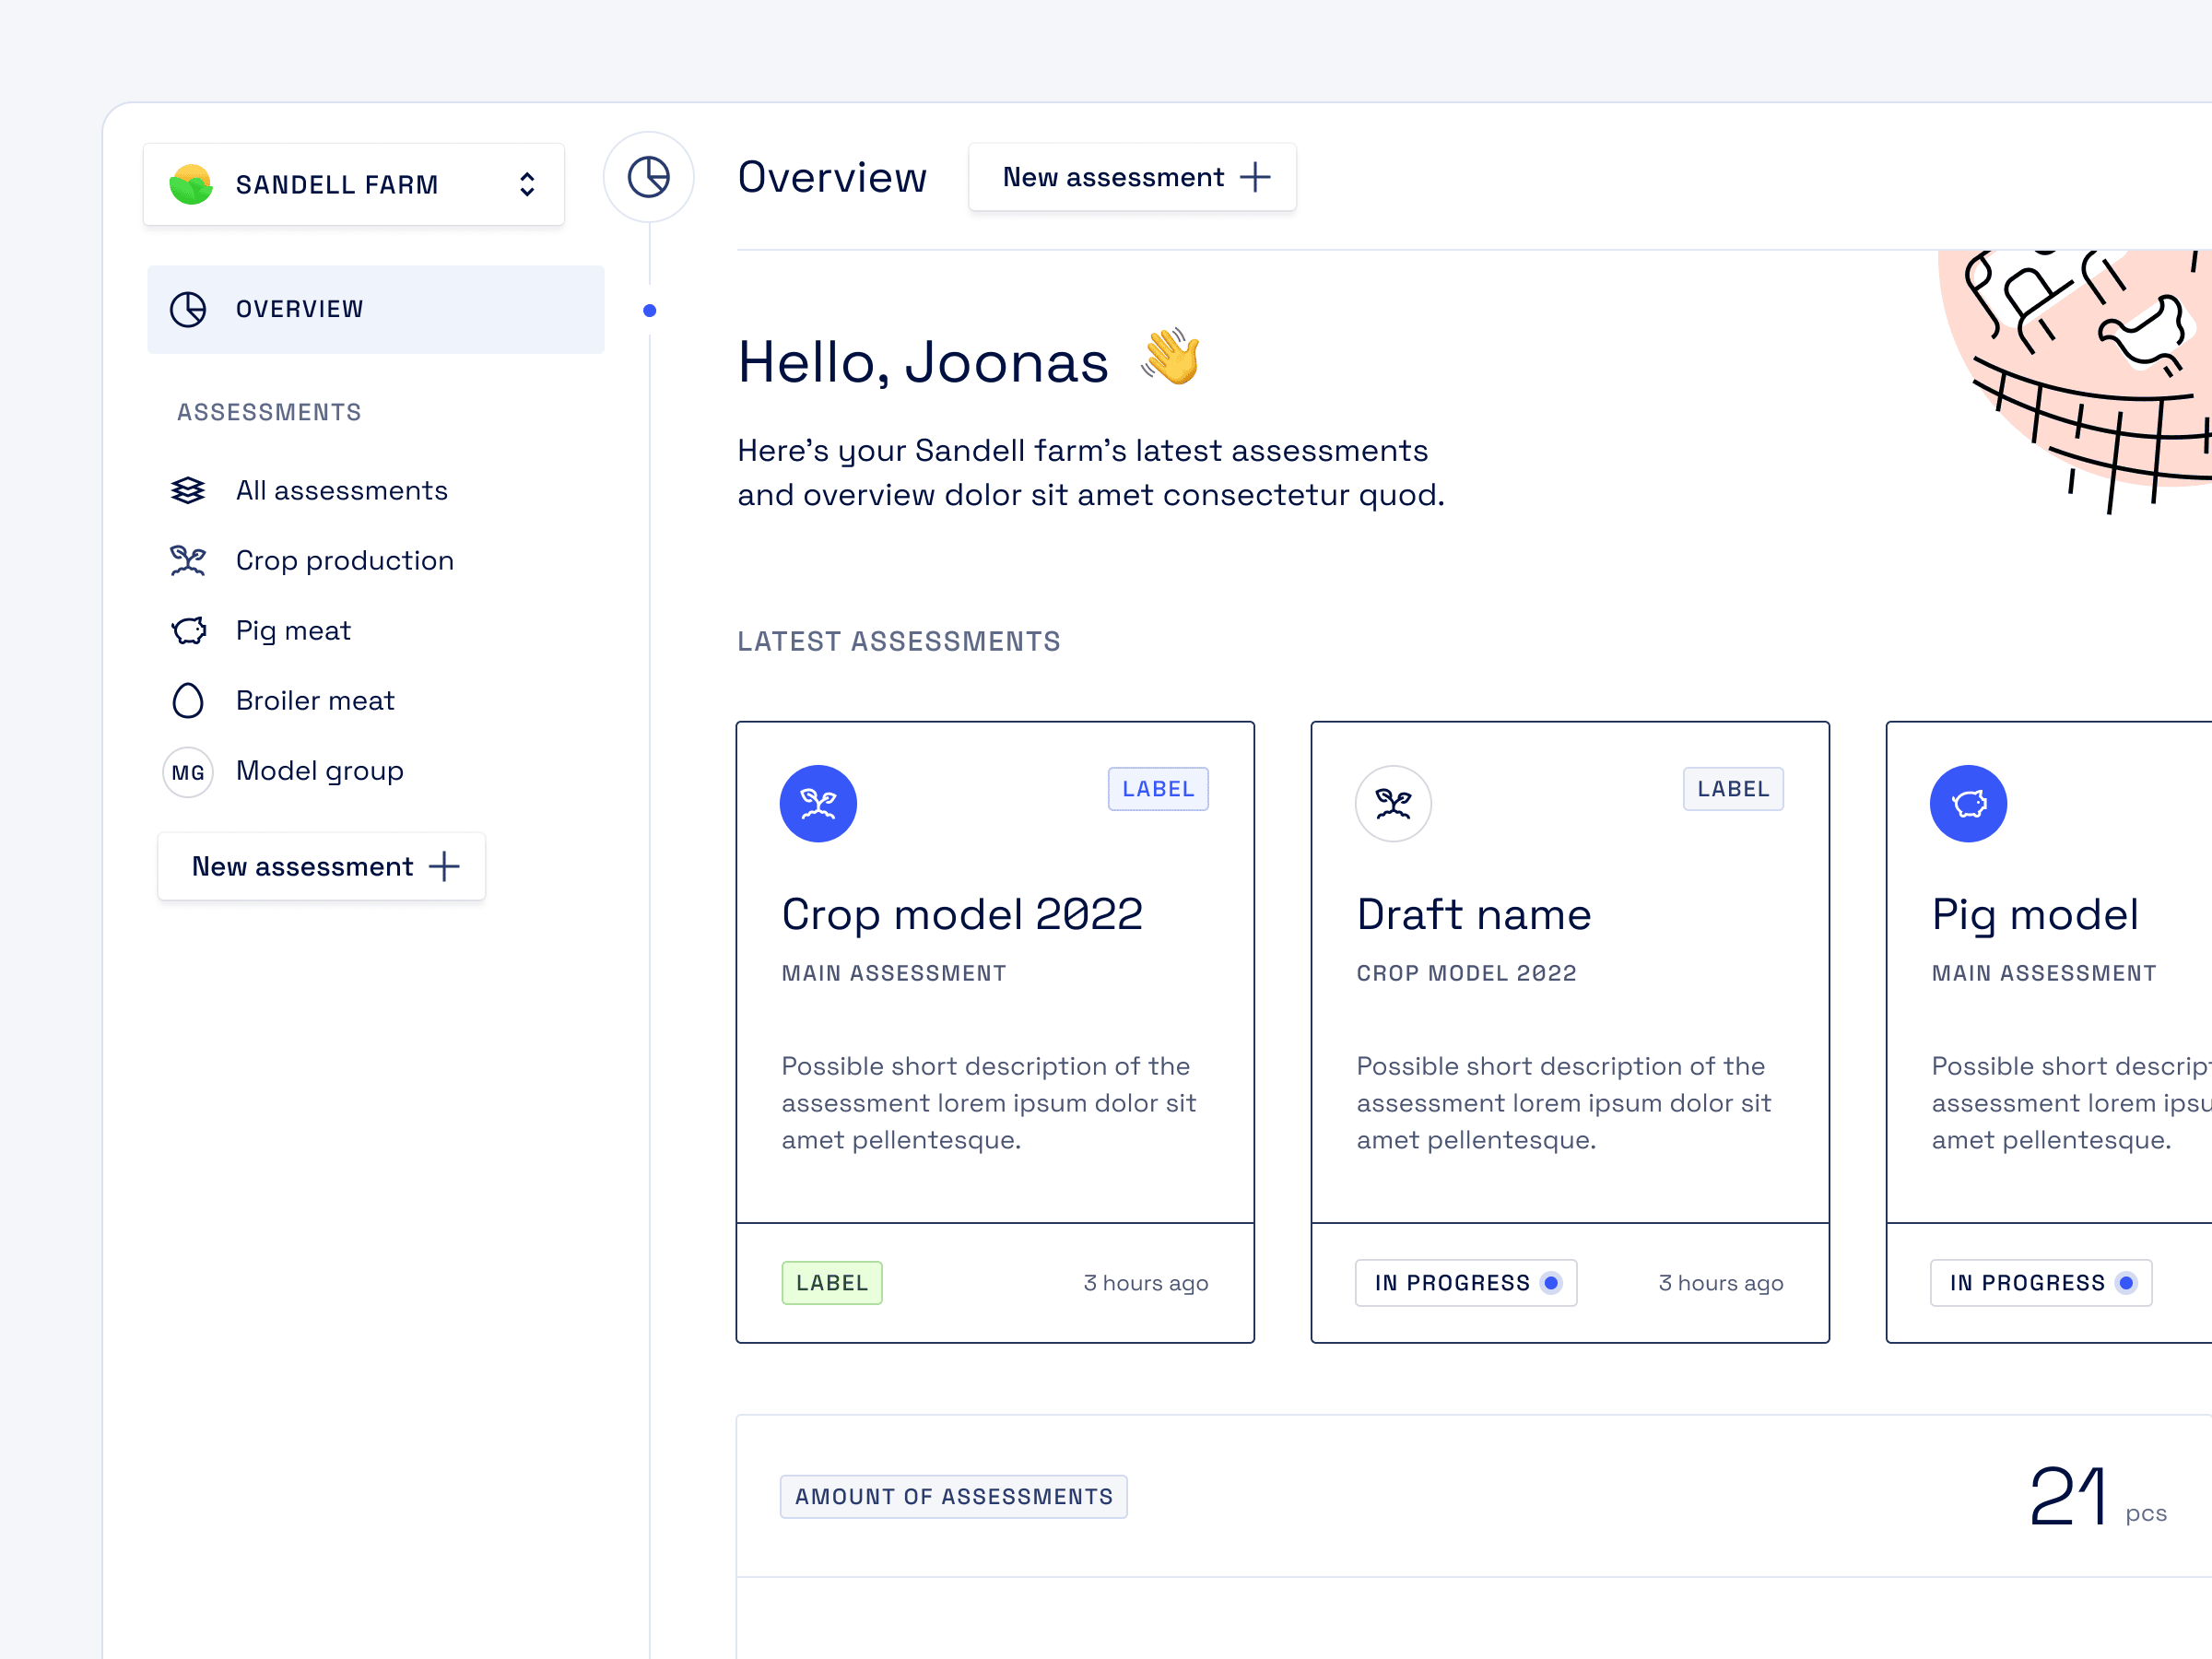 SANDELL FARM
OVERVIEW
ASSESSMENTS
All assessments
Crop production
Pig meat
Broiler meat
MG Model group
New assessment
Overview
New assessment
Hello, Joonas 👋
Here’s your Sandell farm’s latest assessments
and overview dolor sit amet consectetur quod.
LATEST ASSESSMENTS
LABEL
Crop model 2022
MAIN ASSESSMENT
Possible short description of the
assessment lorem ipsum dolor sit
amet pellentesque.
LABEL 3 hours ago
LABEL
Draft name
CROP MODEL 2022
Possible short description of the
assessment lorem ipsum dolor sit
amet pellentesque.
IN PROGRESS 3 hours ago
Pig model
MAIN ASSESSMENT
Possible short
assessment lorem
amet pellentesque.
IN PROGRESS
AMOUNT OF ASSESSMENTS 21 pcs